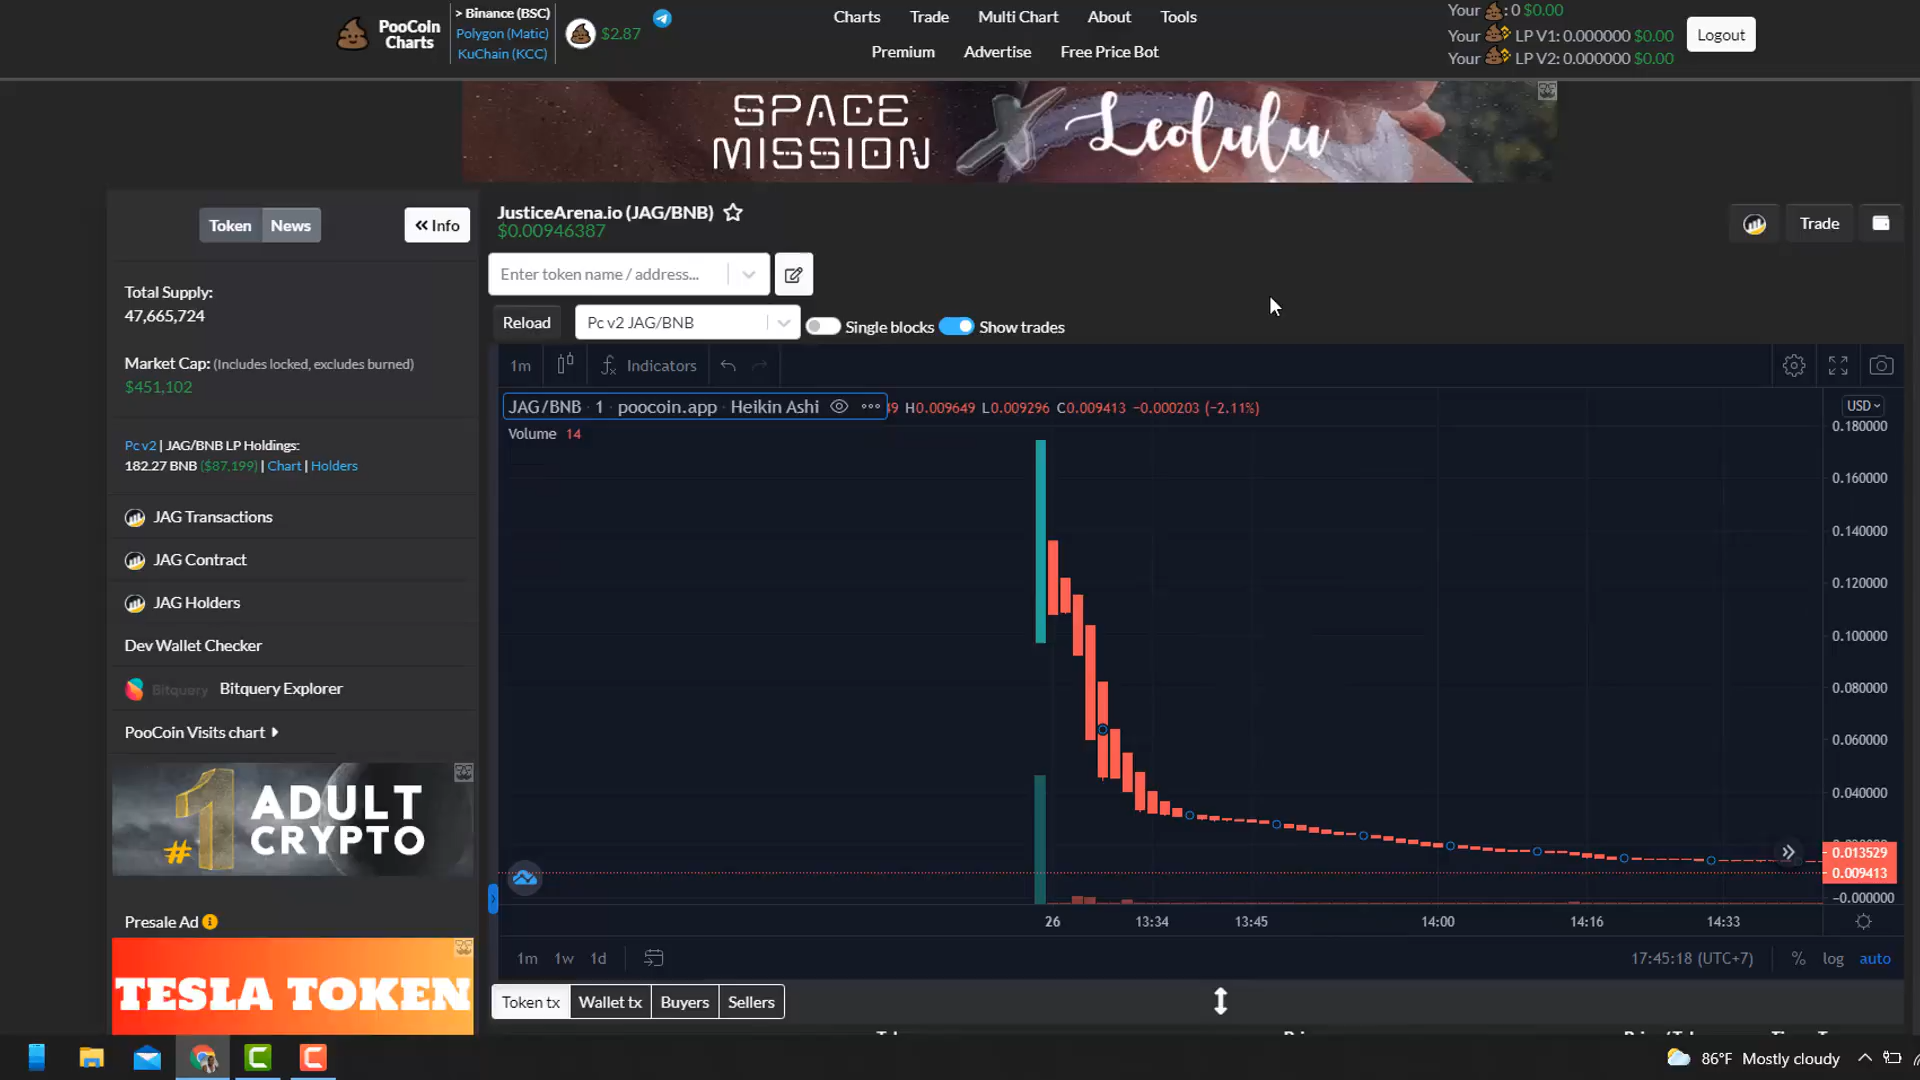 PooCoin
Charts
> Binance (BSC)
Polygon (Matic)
KuChain (KCC)
$2.87
Charts
Trade
Multi Chart
About
Tools
Premium
Advertise
Free Price Bot
Your : 0 $0.00
Your LP V1: 0.000000 $0.00
Your LP V2: 0.000000 $0.00
Logout
SPACE
MISSION
X
Leolulu
Token
News
Info
Total Supply:
47,665,724
Market Cap: (Includes locked, excludes burned)
$451,102
Pc v2 | JAG/BNB LP Holdings:
182.27 BNB ($87,199) | Chart | Holders
JAG Transactions
JAG Contract
JAG Holders
Dev Wallet Checker
Bitquery
Bitquery Explorer
PooCoin Visits chart
#1
ADULT
CRYPTO
Presale Ad
TESLA TOKEN
JusticeArena.io (JAG/BNB)
$0.00946387
Enter token name / address...
Trade
Reload
Pc v2 JAG/BNB
Single blocks
Show trades
1m
Indicators
JAG/BNB · 1 · poocoin.app · Heikin Ashi
H0.009649 L0.009296 C0.009413 −0.000203 (−2.11%)
Volume 14
USD
0.180000
0.160000
0.140000
0.120000
0.100000
0.080000
0.060000
0.040000
0.013529
0.009413
−0.000000
26
13:34
13:45
14:00
14:16
14:33
1m
1w
1d
17:45:18 (UTC+7)
%
log
auto
Token tx
Wallet tx
Buyers
Sellers
86°F Mostly cloudy